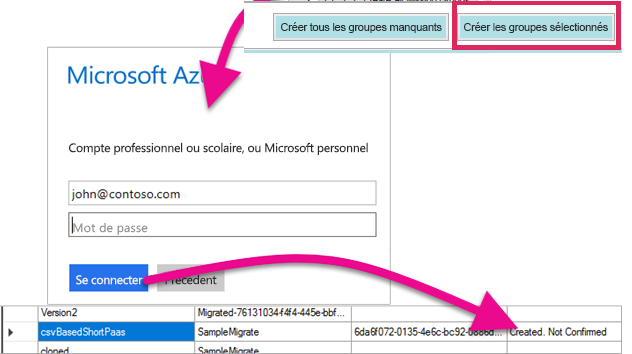 Créer tous les groupes manquants Créer les groupes sélectionnés
Microsoft Az
Compte professionnel ou scolaire, ou Microsoft personnel
john@contoso.com
Mot de passe
Se connecter Précédent
Version2 Migrated-76131034-f4f4-445e-bbf...
csvBasedShortPaas SampleMigrate 6da6f072-0135-4e6c-bc92-b886d... Created. Not Confirmed
cloned SampleMigrate